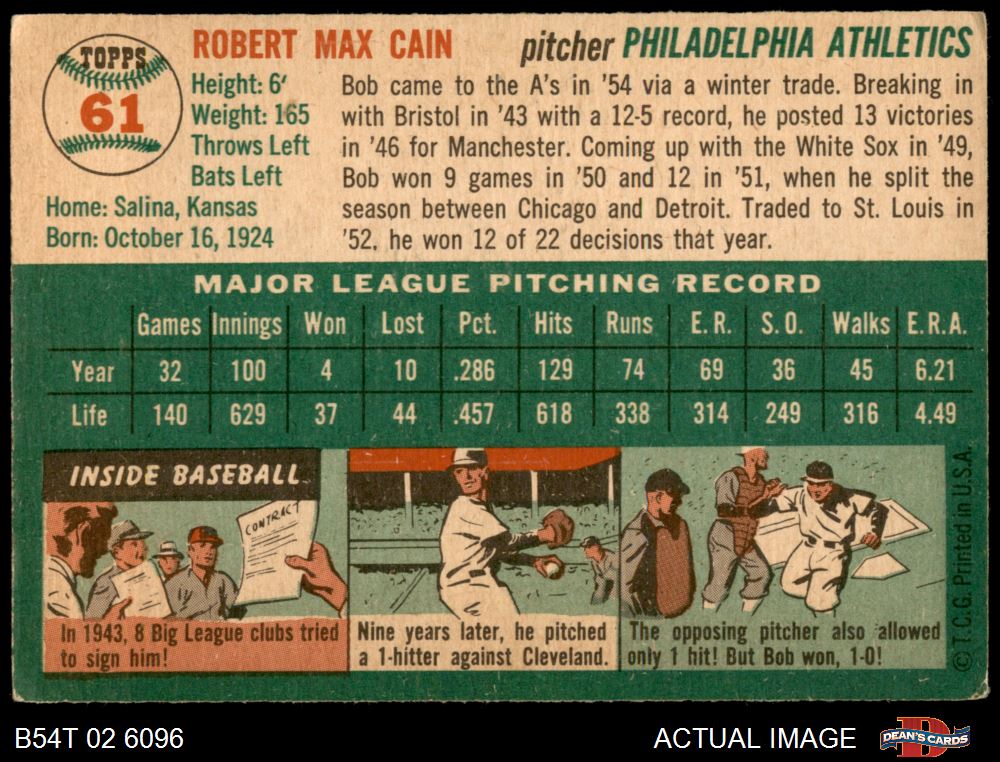 TOPPS
61
ROBERT MAX CAIN
pitcher PHILADELPHIA ATHLETICS
Height: 6'
Weight: 165
Throws Left
Bats Left
Home: Salina, Kansas
Born: October 16, 1924
Bob came to the A's in '54 via a winter trade. Breaking in
with Bristol in '43 with a 12-5 record, he posted 13 victories
in '46 for Manchester. Coming up with the White Sox in '49,
Bob won 9 games in '50 and 12 in '51, when he split the
season between Chicago and Detroit. Traded to St. Louis in
'52, he won 12 of 22 decisions that year.
MAJOR LEAGUE PITCHING RECORD
Games Innings Won Lost Pct. Hits Runs E. R. S. O. Walks E.R.A.
Year 32 100 4 10 .286 129 74 69 36 45 6.21
Life 140 629 37 44 .457 618 338 314 249 316 4.49
INSIDE BASEBALL
CONTRACT
In 1943, 8 Big League clubs tried
to sign him!
Nine years later, he pitched
a 1-hitter against Cleveland.
The opposing pitcher also allowed
only 1 hit! But Bob won, 1-0!
© T.C.G. Printed in U.S.A.
B54T 02 6096
ACTUAL IMAGE
DEAN'S CARDS